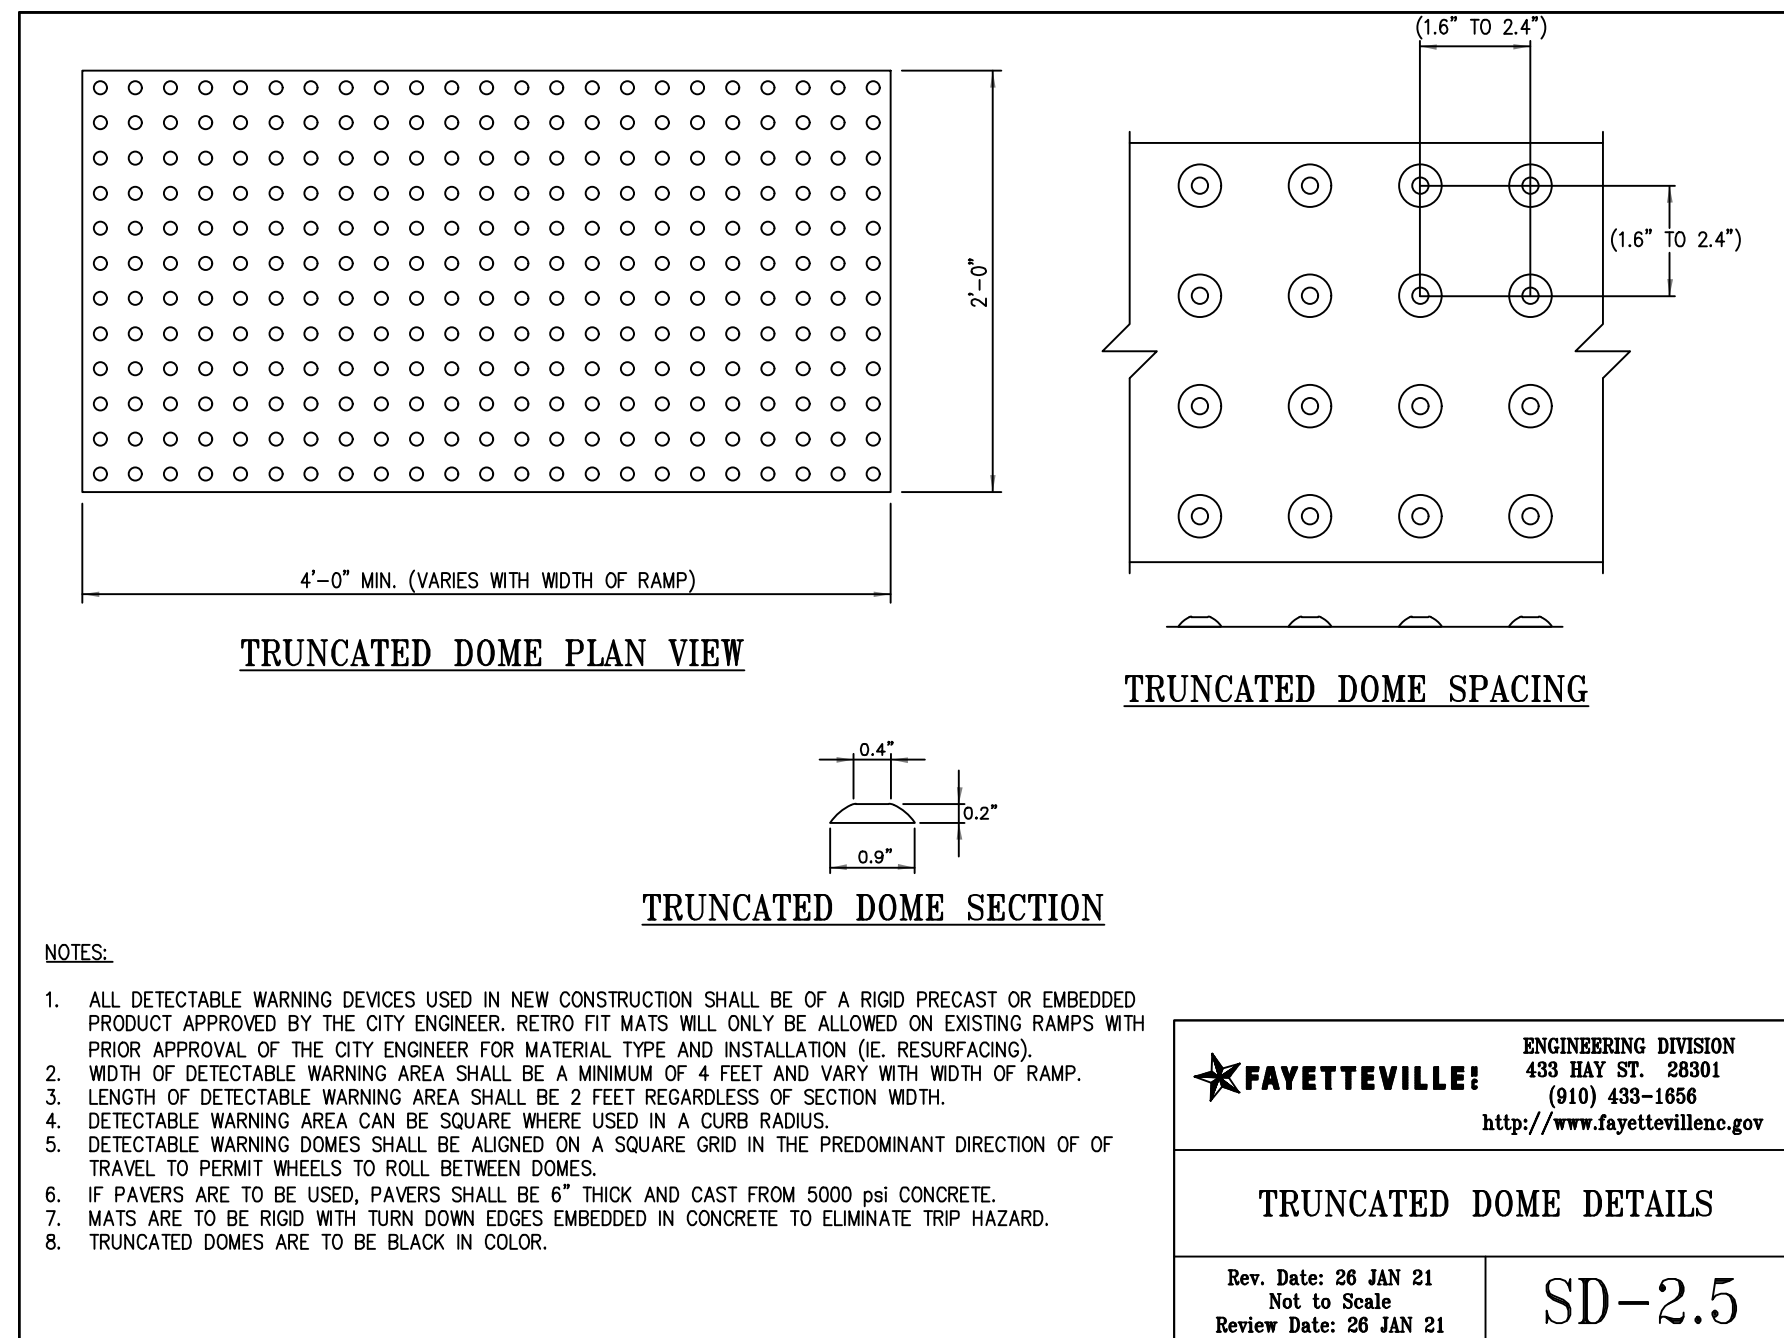 (1.6" TO 2.4")
(1.6" TO 2.4")
2'-0"
4'-0" MIN. (VARIES WITH WIDTH OF RAMP)
TRUNCATED DOME PLAN VIEW
TRUNCATED DOME SPACING
0.4"
0.2"
0.9"
TRUNCATED DOME SECTION
NOTES:
1. ALL DETECTABLE WARNING DEVICES USED IN NEW CONSTRUCTION SHALL BE OF A RIGID PRECAST OR EMBEDDED
PRODUCT APPROVED BY THE CITY ENGINEER. RETRO FIT MATS WILL ONLY BE ALLOWED ON EXISTING RAMPS WITH
PRIOR APPROVAL OF THE CITY ENGINEER FOR MATERIAL TYPE AND INSTALLATION (IE. RESURFACING).
2. WIDTH OF DETECTABLE WARNING AREA SHALL BE A MINIMUM OF 4 FEET AND VARY WITH WIDTH OF RAMP.
3. LENGTH OF DETECTABLE WARNING AREA SHALL BE 2 FEET REGARDLESS OF SECTION WIDTH.
4. DETECTABLE WARNING AREA CAN BE SQUARE WHERE USED IN A CURB RADIUS.
5. DETECTABLE WARNING DOMES SHALL BE ALIGNED ON A SQUARE GRID IN THE PREDOMINANT DIRECTION OF OF
TRAVEL TO PERMIT WHEELS TO ROLL BETWEEN DOMES.
6. IF PAVERS ARE TO BE USED, PAVERS SHALL BE 6" THICK AND CAST FROM 5000 psi CONCRETE.
7. MATS ARE TO BE RIGID WITH TURN DOWN EDGES EMBEDDED IN CONCRETE TO ELIMINATE TRIP HAZARD.
8. TRUNCATED DOMES ARE TO BE BLACK IN COLOR.
FAYETTEVILLE!
ENGINEERING DIVISION
433 HAY ST. 28301
(910) 433-1656
http://www.fayettevillenc.gov
TRUNCATED DOME DETAILS
Rev. Date: 26 JAN 21
Not to Scale
Review Date: 26 JAN 21
SD-2.5